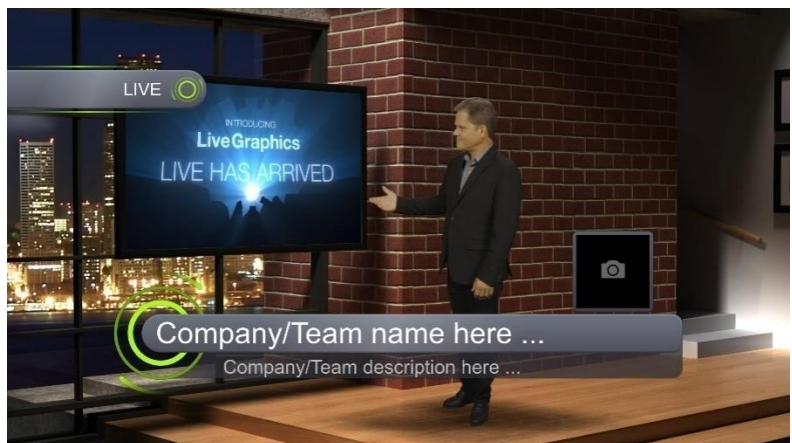 LIVE
INTRODUCING
LiveGraphics
LIVE HAS ARRIVED
Company/Team name here ...
Company/Team description here ...